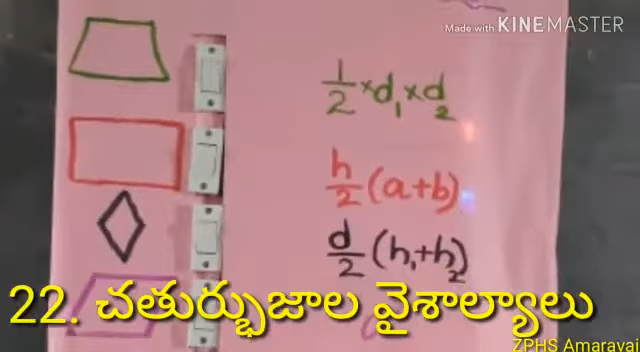 Made with KINEMASTER
1/2 × d₁ × d₂
h/2 (a+b)
d/2 (h₁+h₂)
22. చతుర్భుజాల వైశాల్యాలు
ZPHS Amaravai